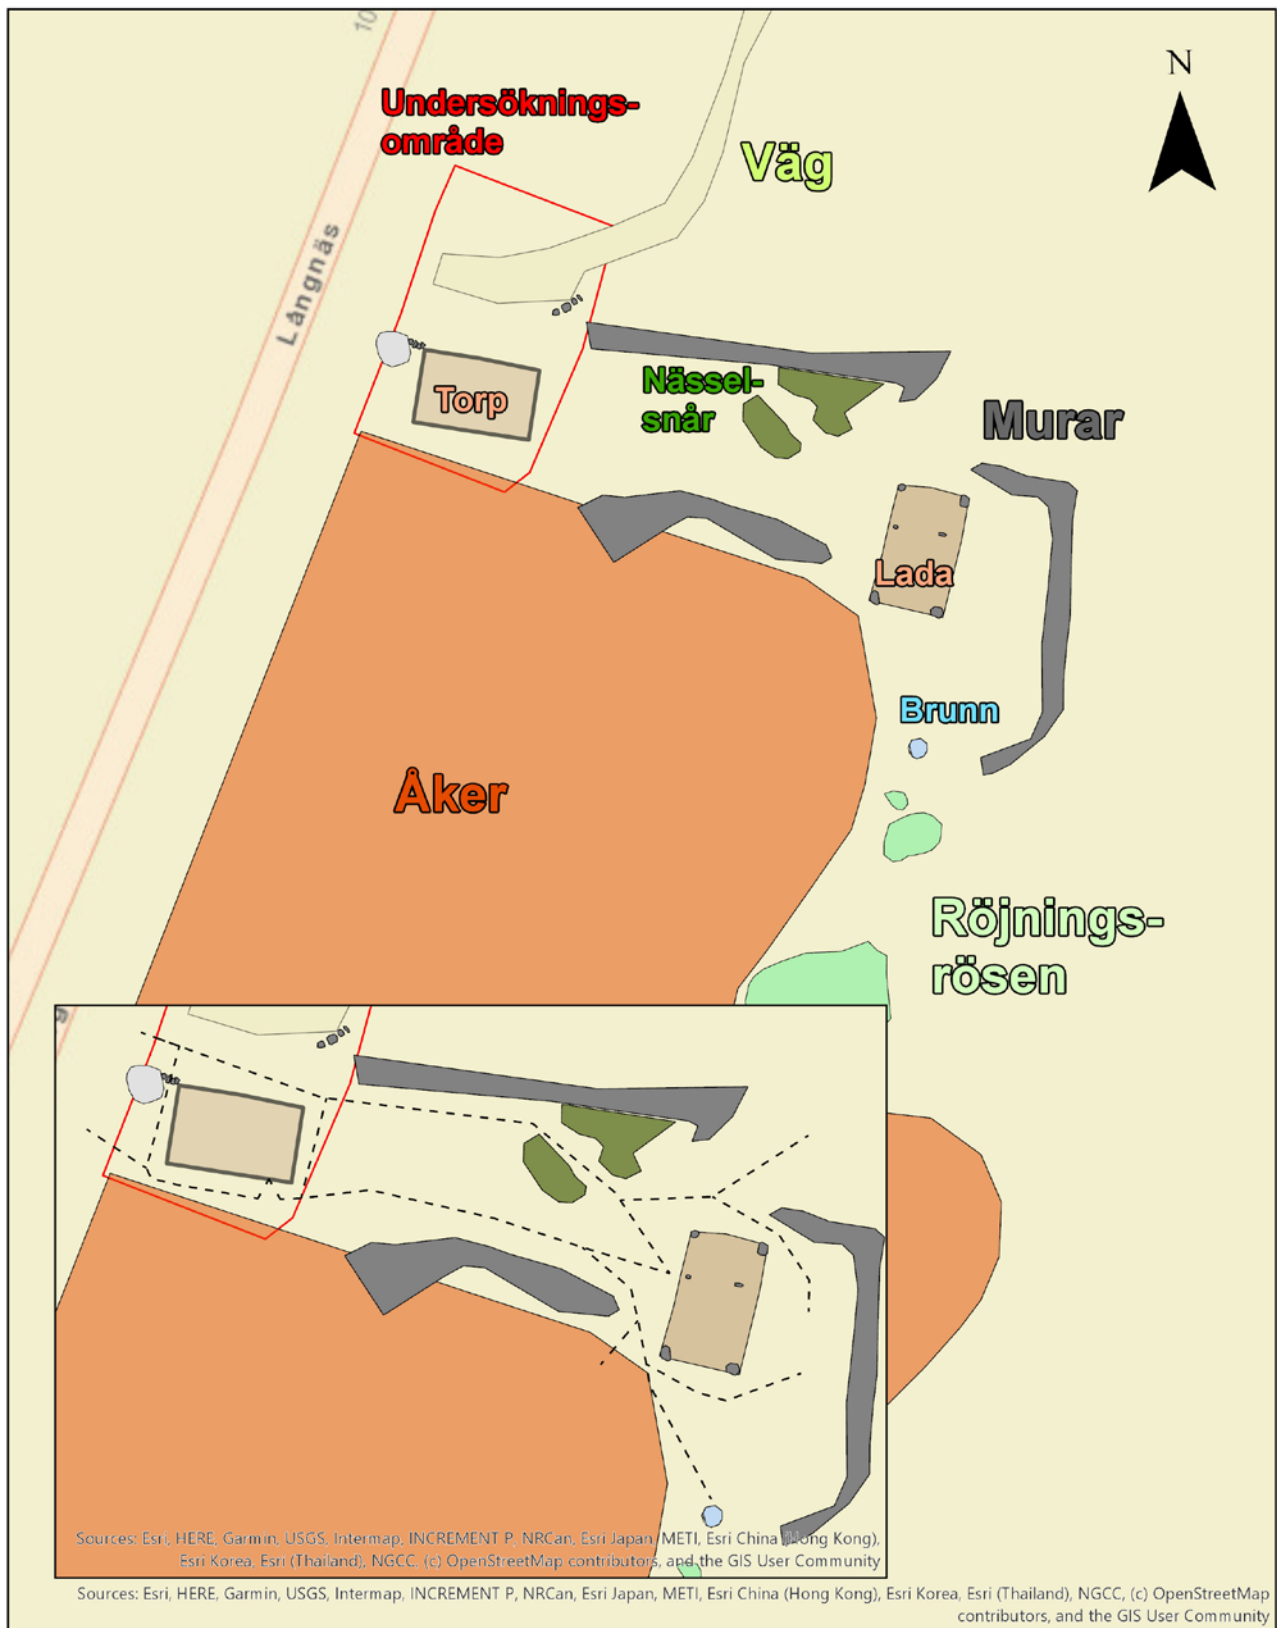 10
N
Undersöknings-
område
Väg
Långnäs
Nässel-
snår
Torp
Murar
Lada
Brunn
Åker
Röjnings-
rösen
Sources: Esri, HERE, Garmin, USGS, Intermap, INCREMENT P, NRCan, Esri Japan, METI, Esri China (Hong Kong),
Esri Korea, Esri (Thailand), NGCC, (c) OpenStreetMap contributors, and the GIS User Community
Sources: Esri, HERE, Garmin, USGS, Intermap, INCREMENT P, NRCan, Esri Japan, METI, Esri China (Hong Kong), Esri Korea, Esri (Thailand), NGCC, (c) OpenStreetMap
contributors, and the GIS User Community